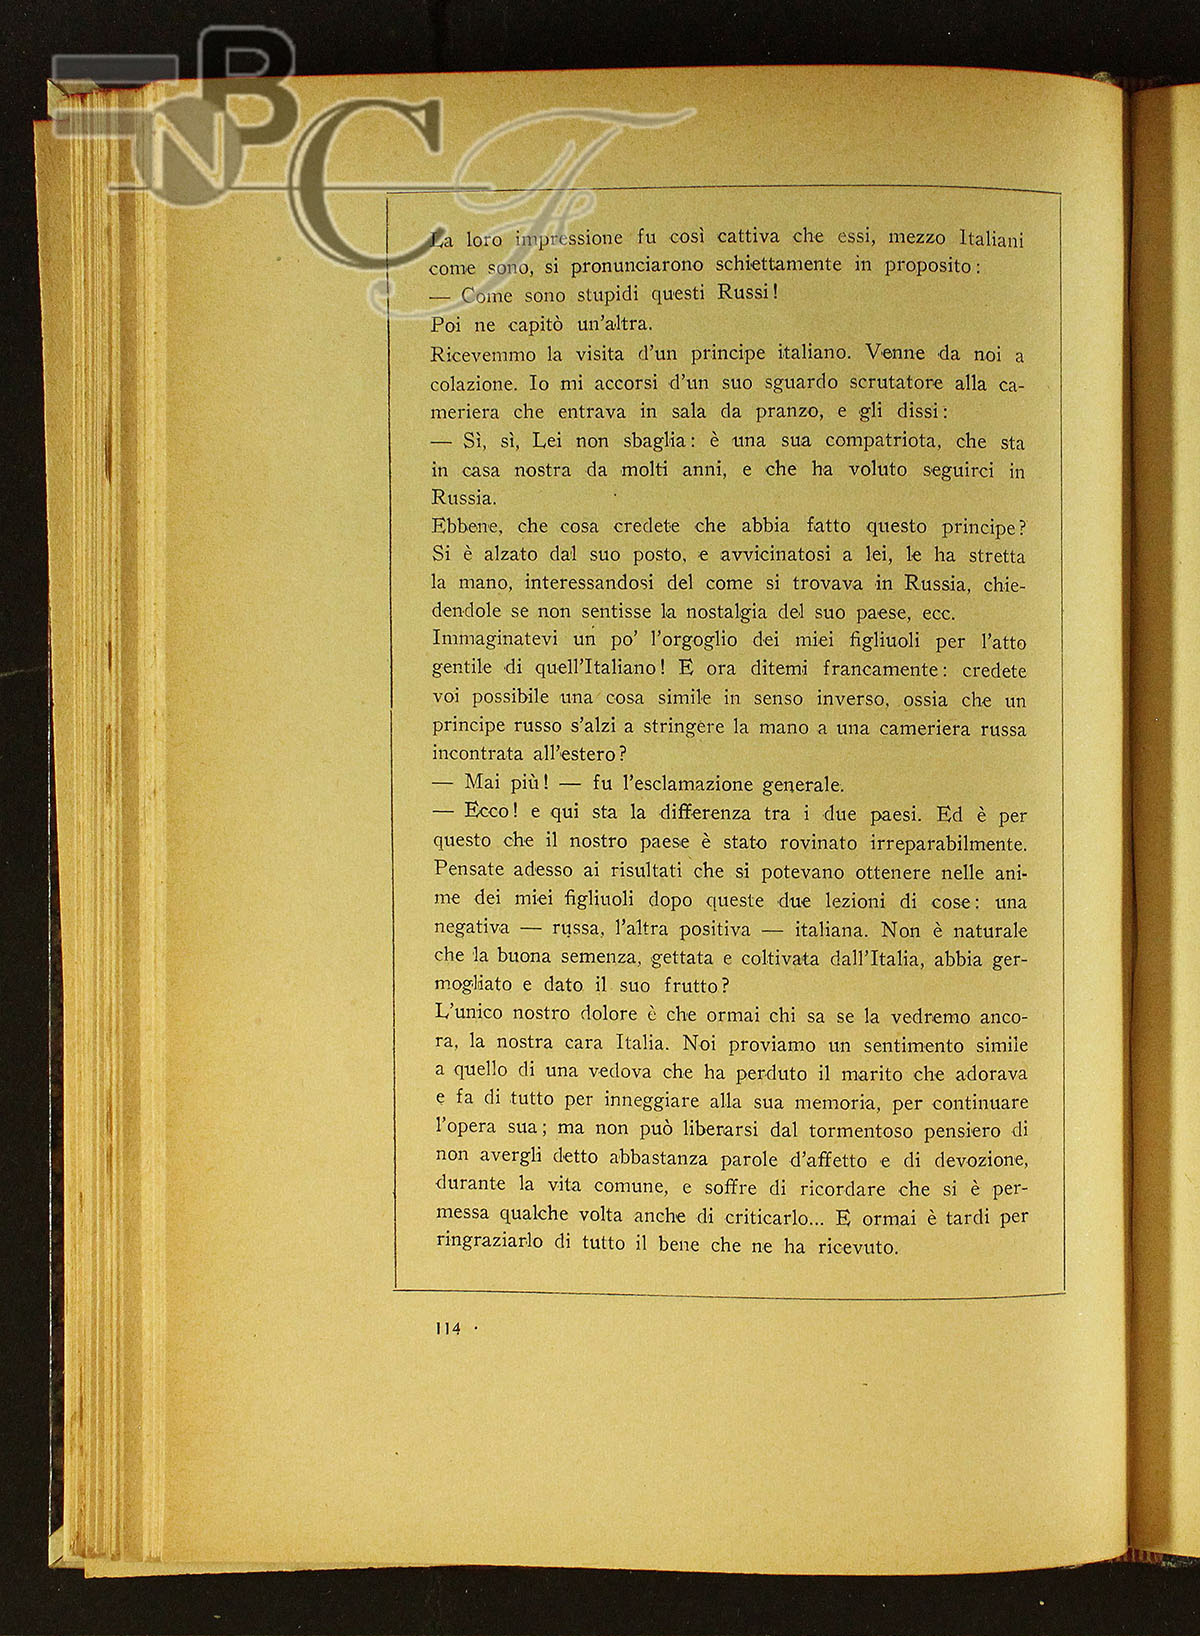 NBCF
La loro impressione fu così cattiva che essi, mezzo Italiani
come sono, si pronunciarono schiettamente in proposito:
— Come sono stupidi questi Russi!
Poi ne capitò un'altra.
Ricevemmo la visita d'un principe italiano. Venne da noi a
colazione. Io mi accorsi d'un suo sguardo scrutatore alla ca-
meriera che entrava in sala da pranzo, e gli dissi:
— Sì, sì, Lei non sbaglia: è una sua compatriota, che sta
in casa nostra da molti anni, e che ha voluto seguirci in
Russia.
Ebbene, che cosa credete che abbia fatto questo principe?
Si è alzato dal suo posto, e avvicinatosi a lei, le ha stretta
la mano, interessandosi del come si trovava in Russia, chie-
dendole se non sentisse la nostalgia del suo paese, ecc.
Immaginatevi un po' l'orgoglio dei miei figliuoli per l'atto
gentile di quell'Italiano! E ora ditemi francamente: credete
voi possibile una cosa simile in senso inverso, ossia che un
principe russo s'alzi a stringere la mano a una cameriera russa
incontrata all'estero?
— Mai più! — fu l'esclamazione generale.
— Ecco! e qui sta la differenza tra i due paesi. Ed è per
questo che il nostro paese è stato rovinato irreparabilmente.
Pensate adesso ai risultati che si potevano ottenere nelle ani-
me dei miei figliuoli dopo queste due lezioni di cose: una
negativa — russa, l'altra positiva — italiana. Non è naturale
che la buona semenza, gettata e coltivata dall'Italia, abbia ger-
mogliato e dato il suo frutto?
L'unico nostro dolore è che ormai chi sa se la vedremo anco-
ra, la nostra cara Italia. Noi proviamo un sentimento simile
a quello di una vedova che ha perduto il marito che adorava
e fa di tutto per inneggiare alla sua memoria, per continuare
l'opera sua; ma non può liberarsi dal tormentoso pensiero di
non avergli detto abbastanza parole d'affetto e di devozione,
durante la vita comune, e soffre di ricordare che si è per-
messa qualche volta anche di criticarlo... E ormai è tardi per
ringraziarlo di tutto il bene che ne ha ricevuto.
114